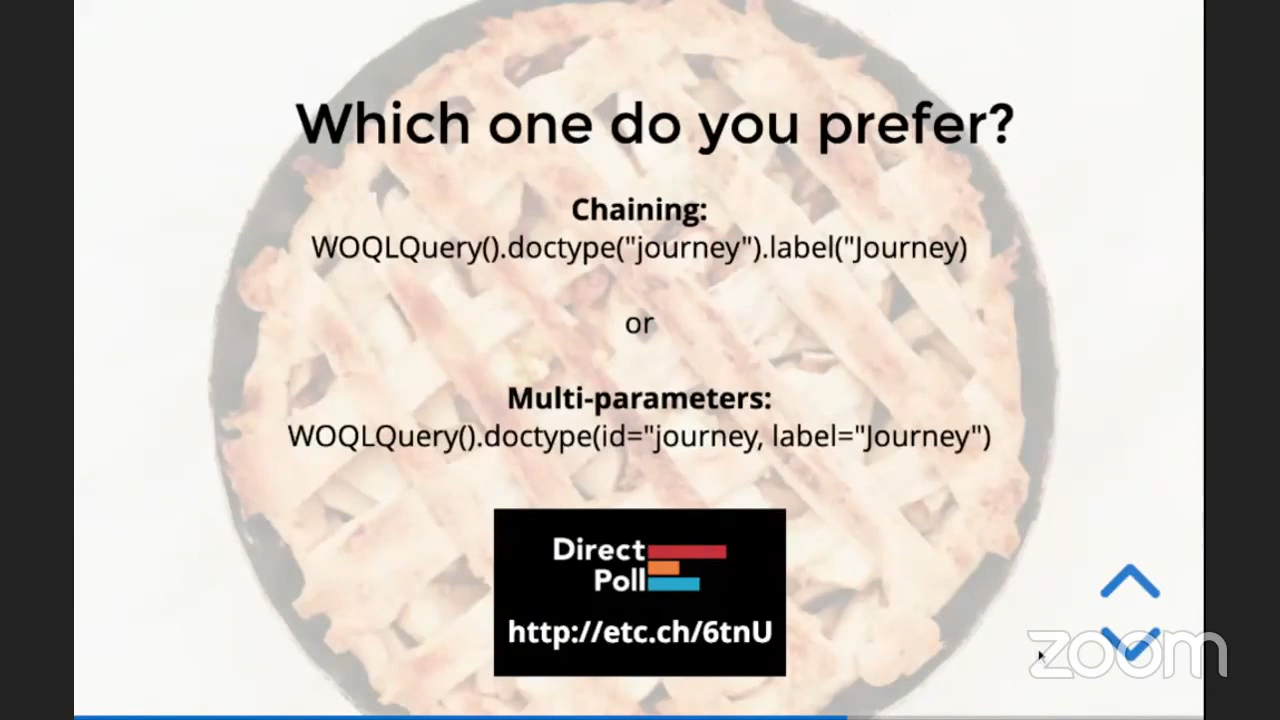 Which one do you prefer?
Chaining:
WOQLQuery().doctype("journey").label("Journey)
or
Multi-parameters:
WOQLQuery().doctype(id="journey, label="Journey")
Direct
Poll
http://etc.ch/6tnU
zoom